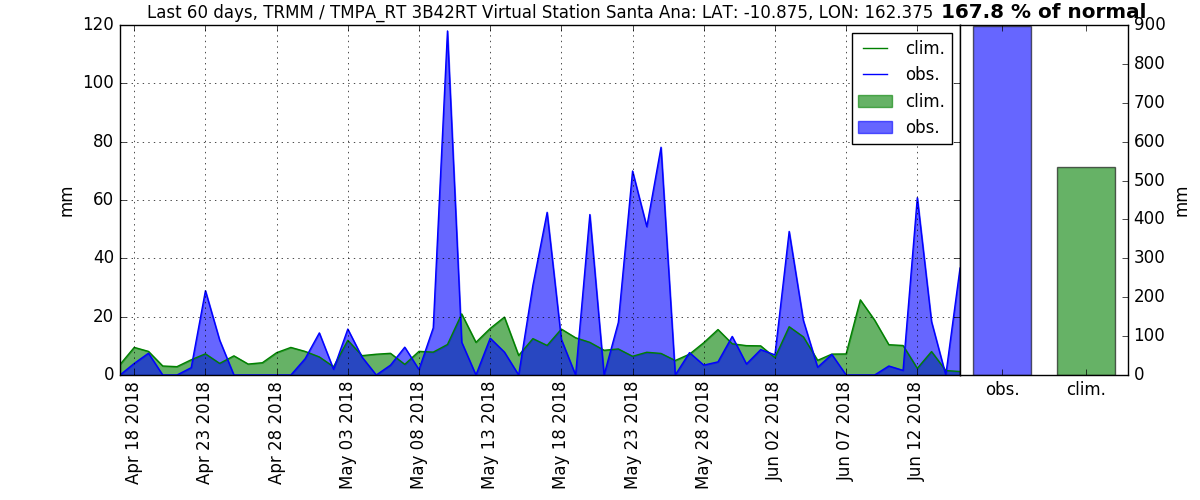 Last 60 days, TRMM / TMPA_RT 3B42RT Virtual Station Santa Ana: LAT: -10.875, LON: 162.375
167.8 % of normal
120
100
80
60
40
20
0
mm
clim.
obs.
clim.
obs.
900
800
700
600
500
400
300
200
100
0
mm
Apr 18 2018
Apr 23 2018
Apr 28 2018
May 03 2018
May 08 2018
May 13 2018
May 18 2018
May 23 2018
May 28 2018
Jun 02 2018
Jun 07 2018
Jun 12 2018
obs.
clim.